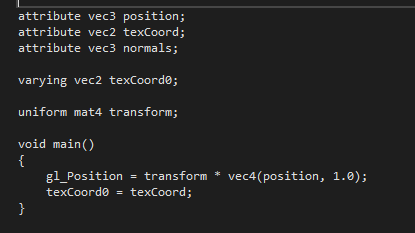 attribute vec3 position;
attribute vec2 texCoord;
attribute vec3 normals;
varying vec2 texCoord0;
uniform mat4 transform;
void main()
{
    gl_Position = transform * vec4(position, 1.0);
    texCoord0 = texCoord;
}